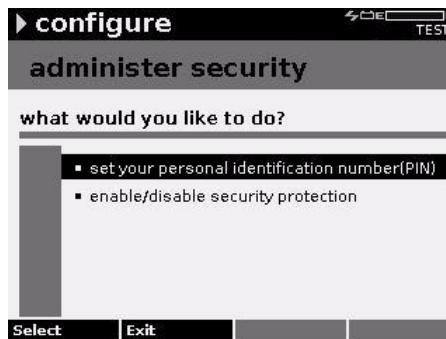 configure
TEST
administer security
what would you like to do?
set your personal identification number(PIN)
enable/disable security protection
Select Exit